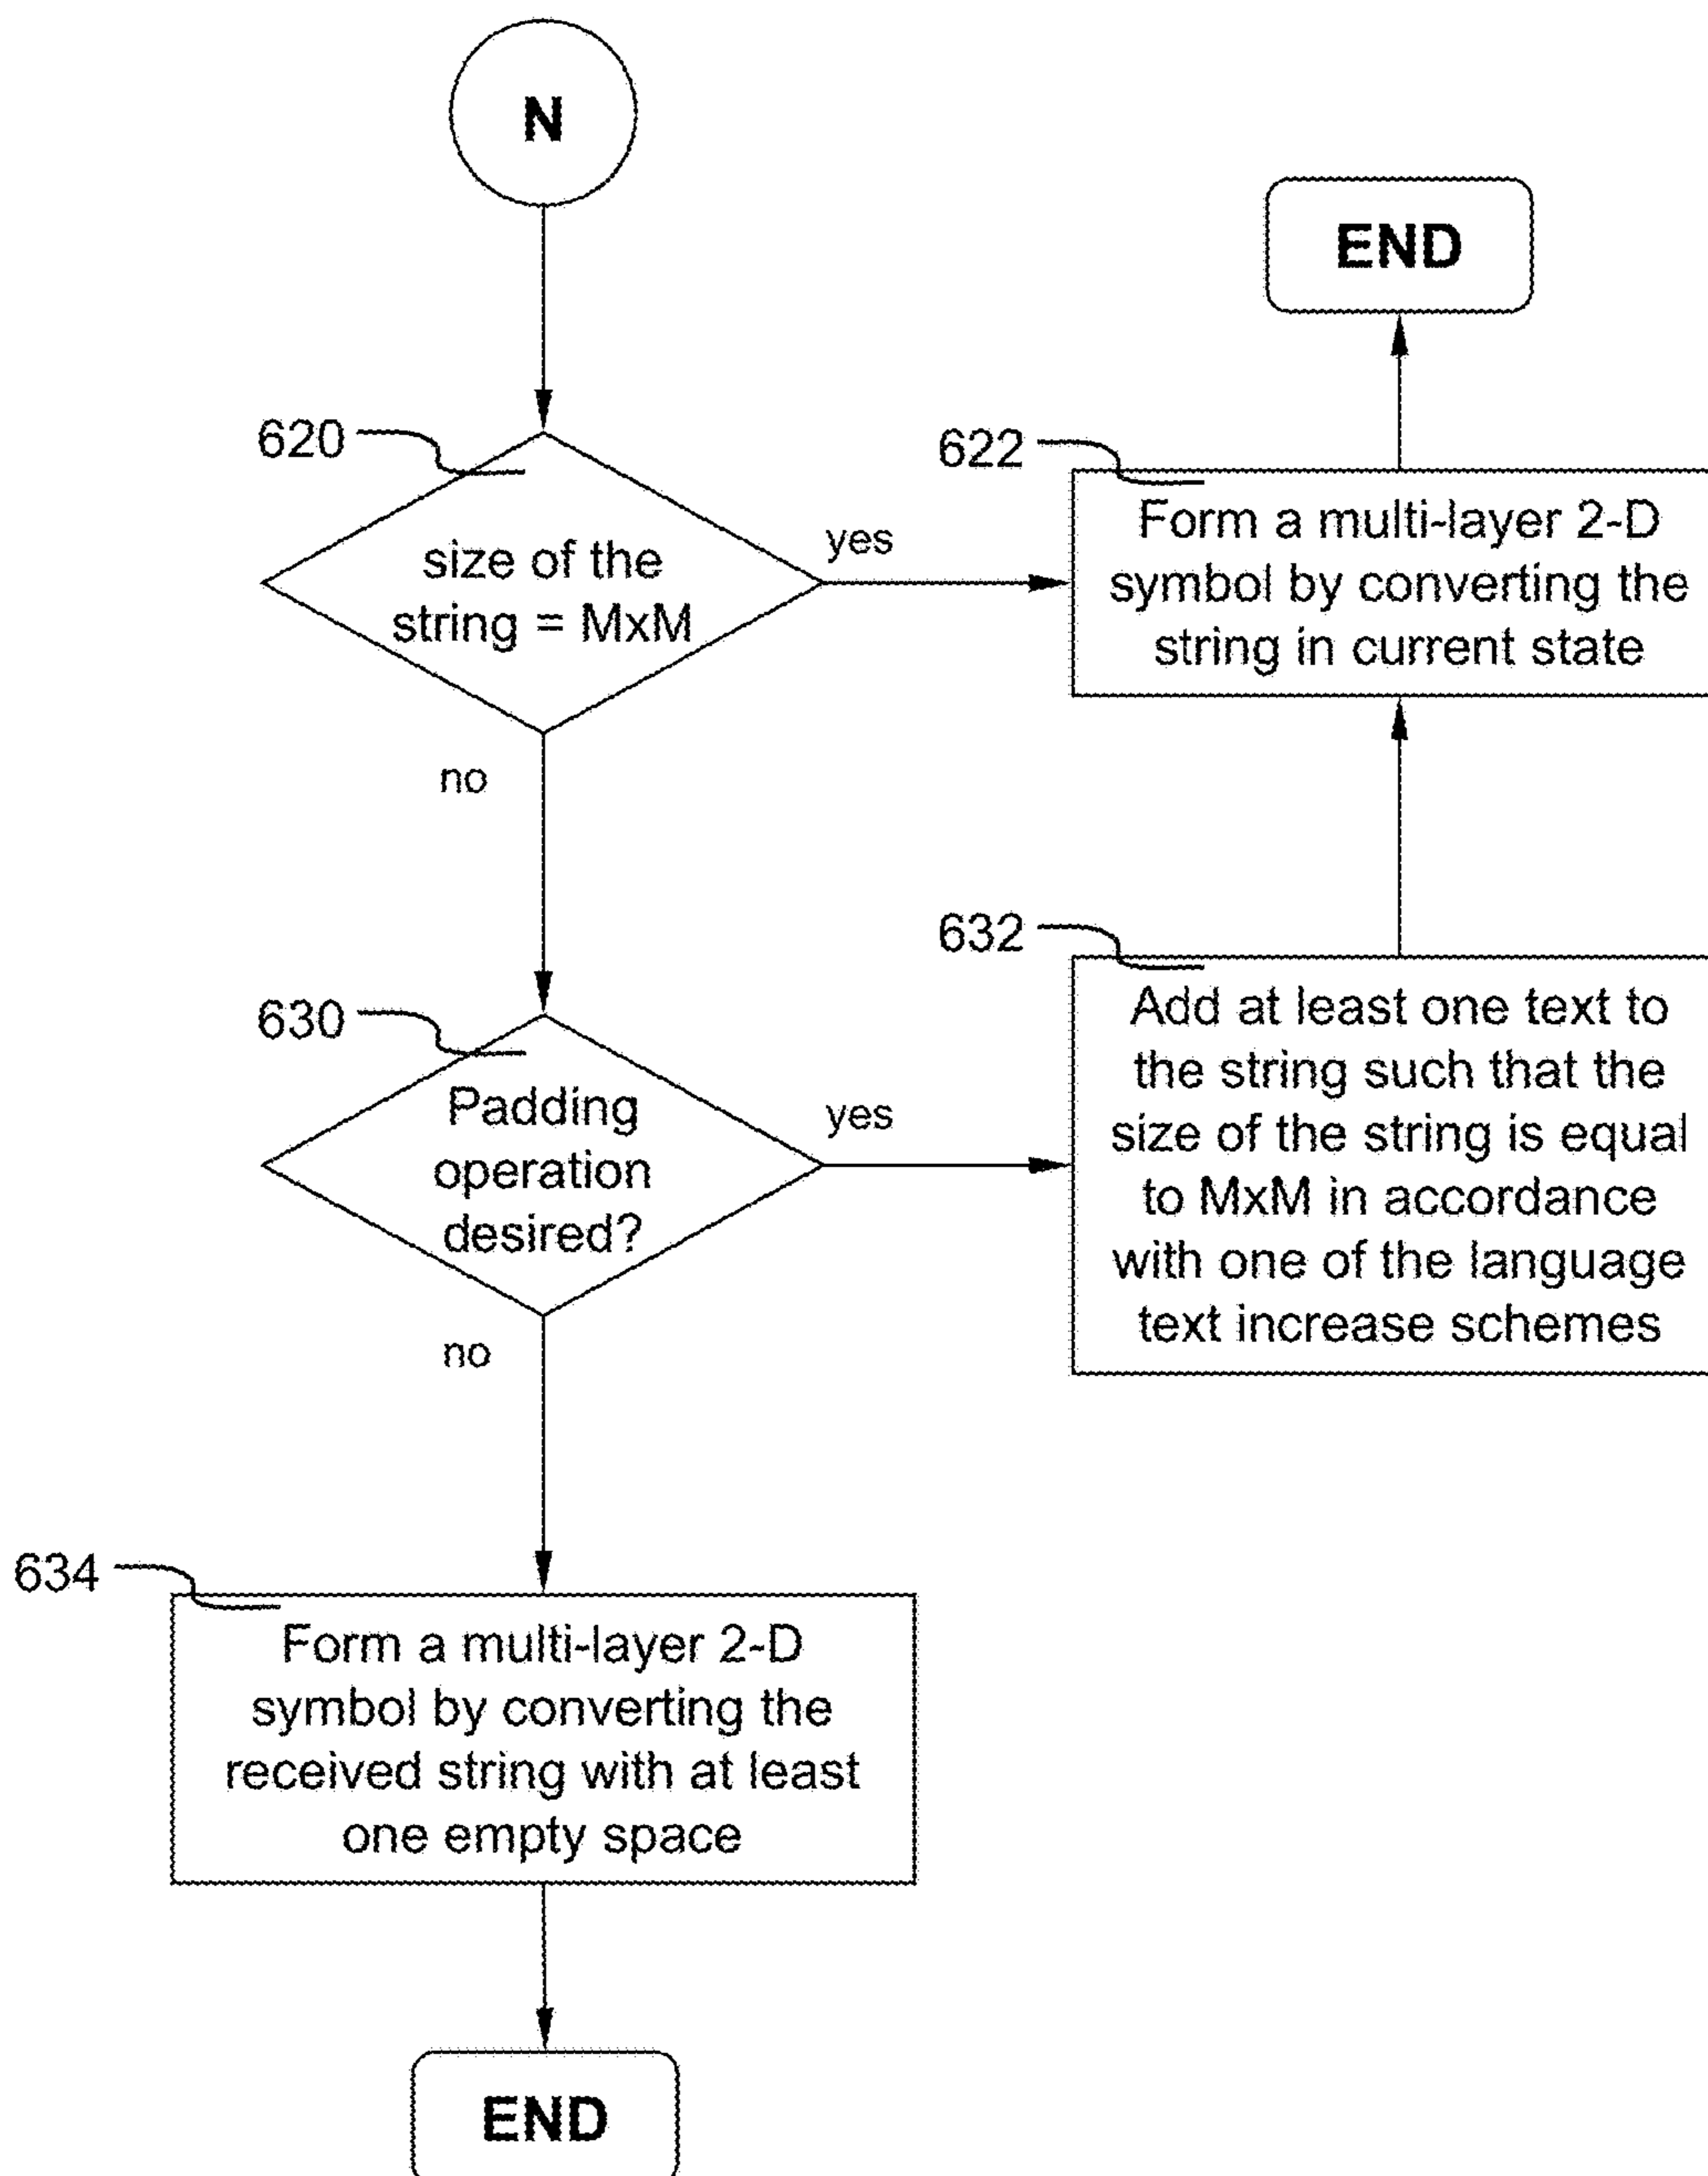 N
END
620
622
size of the
string = MxM
yes
Form a multi-layer 2-D
symbol by converting the
string in current state
no
630
632
Padding
operation
desired?
yes
Add at least one text to
the string such that the
size of the string is equal
to MxM in accordance
with one of the language
text increase schemes
no
634
Form a multi-layer 2-D
symbol by converting the
received string with at least
one empty space
END